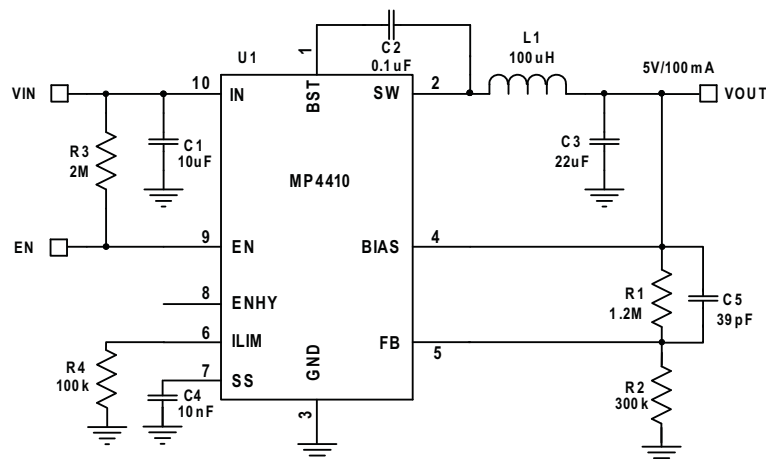 U1
1
C2
0.1uF
L1
100uH
5V/100mA
VIN
10
IN
BST
SW
2
VOUT
R3
2M
C1
10uF
C3
22uF
MP4410
EN
9
EN
BIAS
4
8
ENHY
R1
1.2M
C5
39pF
6
ILIM
FB
5
R4
100k
7
SS
GND
C4
10nF
3
R2
300k